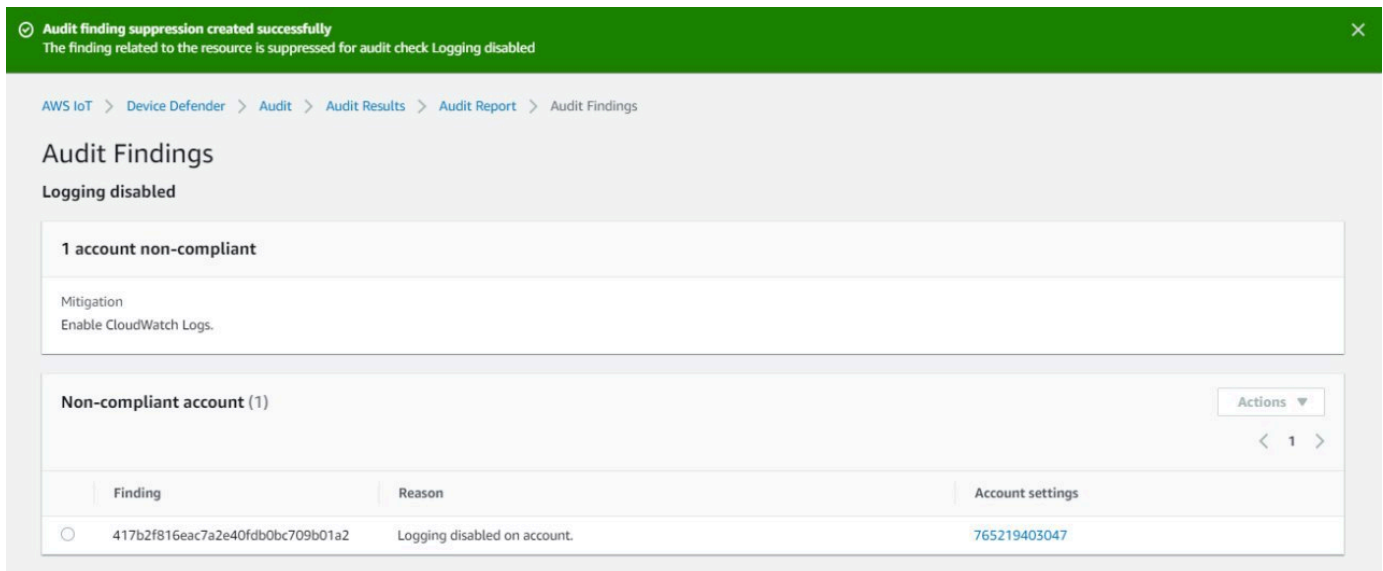 Audit finding suppression created successfully
The finding related to the resource is suppressed for audit check Logging disabled
AWS IoT > Device Defender > Audit > Audit Results > Audit Report > Audit Findings
Audit Findings
Logging disabled
1 account non-compliant
Mitigation
Enable CloudWatch Logs.
Non-compliant account (1)
Actions ▼
< 1 >
Finding Reason Account settings
417b2f816eac7a2e40fdb0bc709b01a2 Logging disabled on account. 765219403047